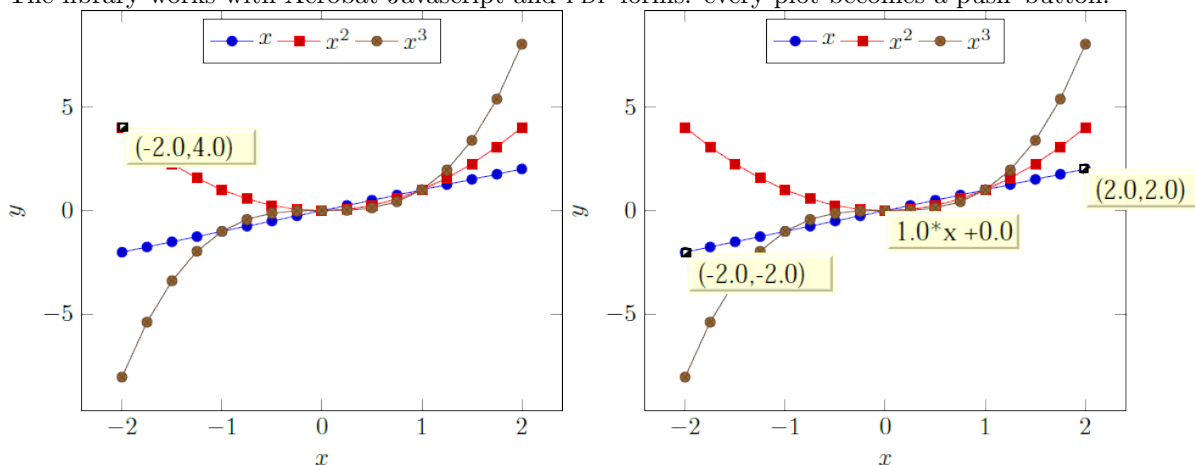 The library works with Acrobat Javascript and PDF forms: every plot becomes a push-button.
x x² x³
5
(-2.0,4.0)
y
0
−5
−2 −1 0 1 2
x
x x² x³
5
(2.0,2.0)
y
0
1.0*x +0.0
(-2.0,-2.0)
−5
−2 −1 0 1 2
x